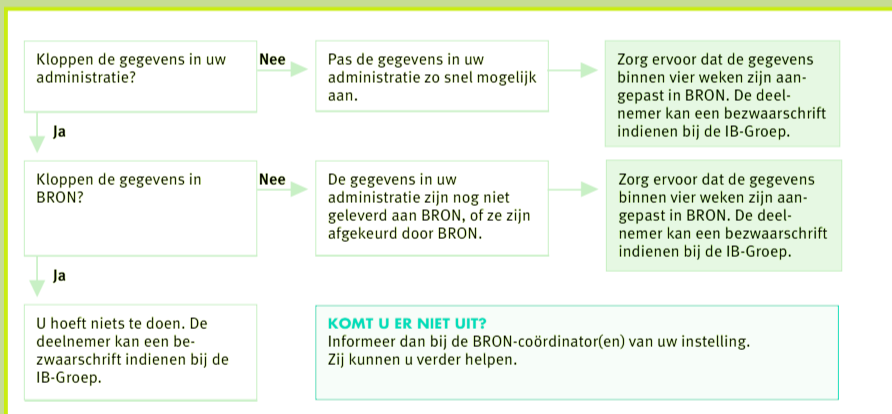 Kloppen de gegevens in uw
administratie?
Nee
Pas de gegevens in uw
administratie zo snel mogelijk
aan.
Zorg ervoor dat de gegevens
binnen vier weken zijn aan-
gepast in BRON. De deel-
nemer kan een bezwaarschrift
indienen bij de IB-Groep.
Ja
Kloppen de gegevens in
BRON?
Nee
De gegevens in uw
administratie zijn nog niet
geleverd aan BRON, of ze zijn
afgekeurd door BRON.
Zorg ervoor dat de gegevens
binnen vier weken zijn aan-
gepast in BRON. De deel-
nemer kan een bezwaarschrift
indienen bij de IB-Groep.
Ja
U hoeft niets te doen. De
deelnemer kan een be-
zwaarschrift indienen bij de
IB-Groep.
KOMT U ER NIET UIT?
Informeer dan bij de BRON-coördinator(en) van uw instelling.
Zij kunnen u verder helpen.